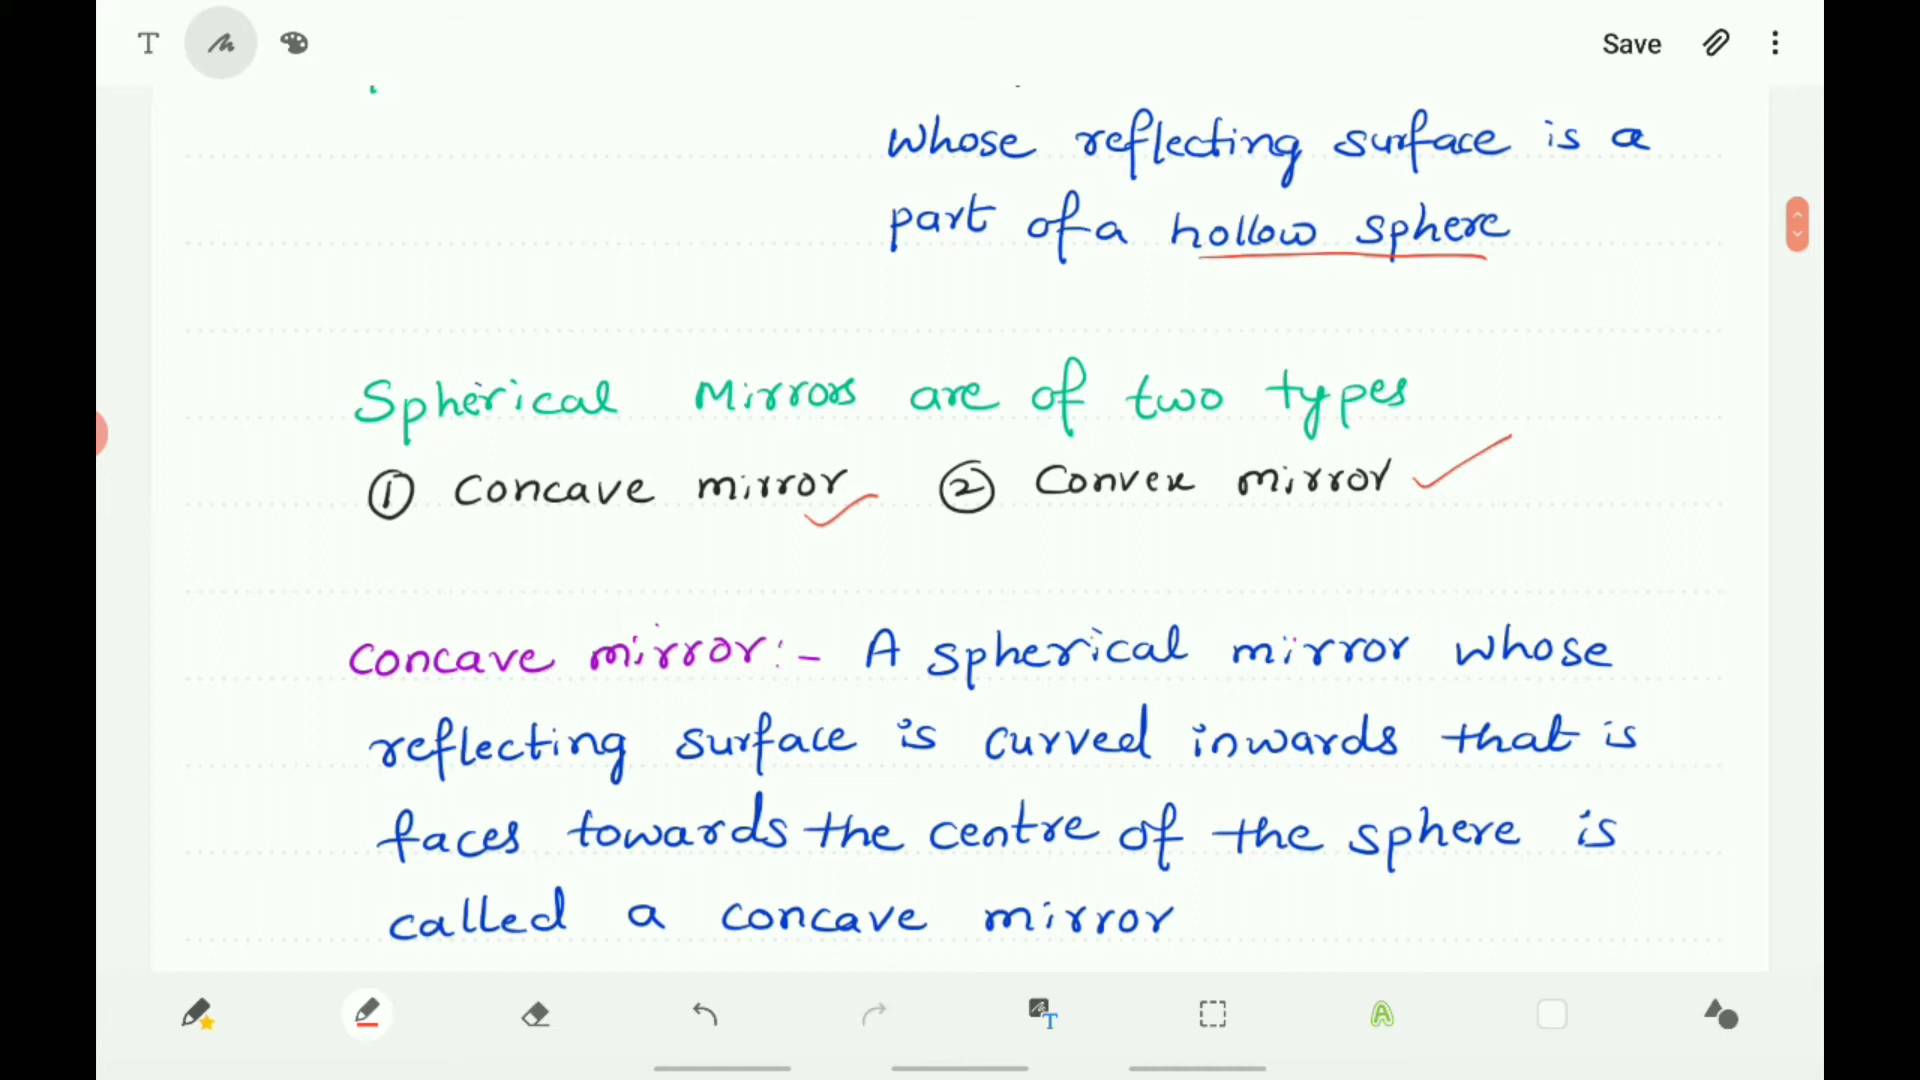 Save
whose reflecting surface is a
part of a hollow sphere
Spherical Mirrors are of two types
① Concave mirror ② Convex mirror
Concave mirror:- A spherical mirror whose
reflecting surface is curved inwards that is
faces towards the centre of the sphere is
called a concave mirror